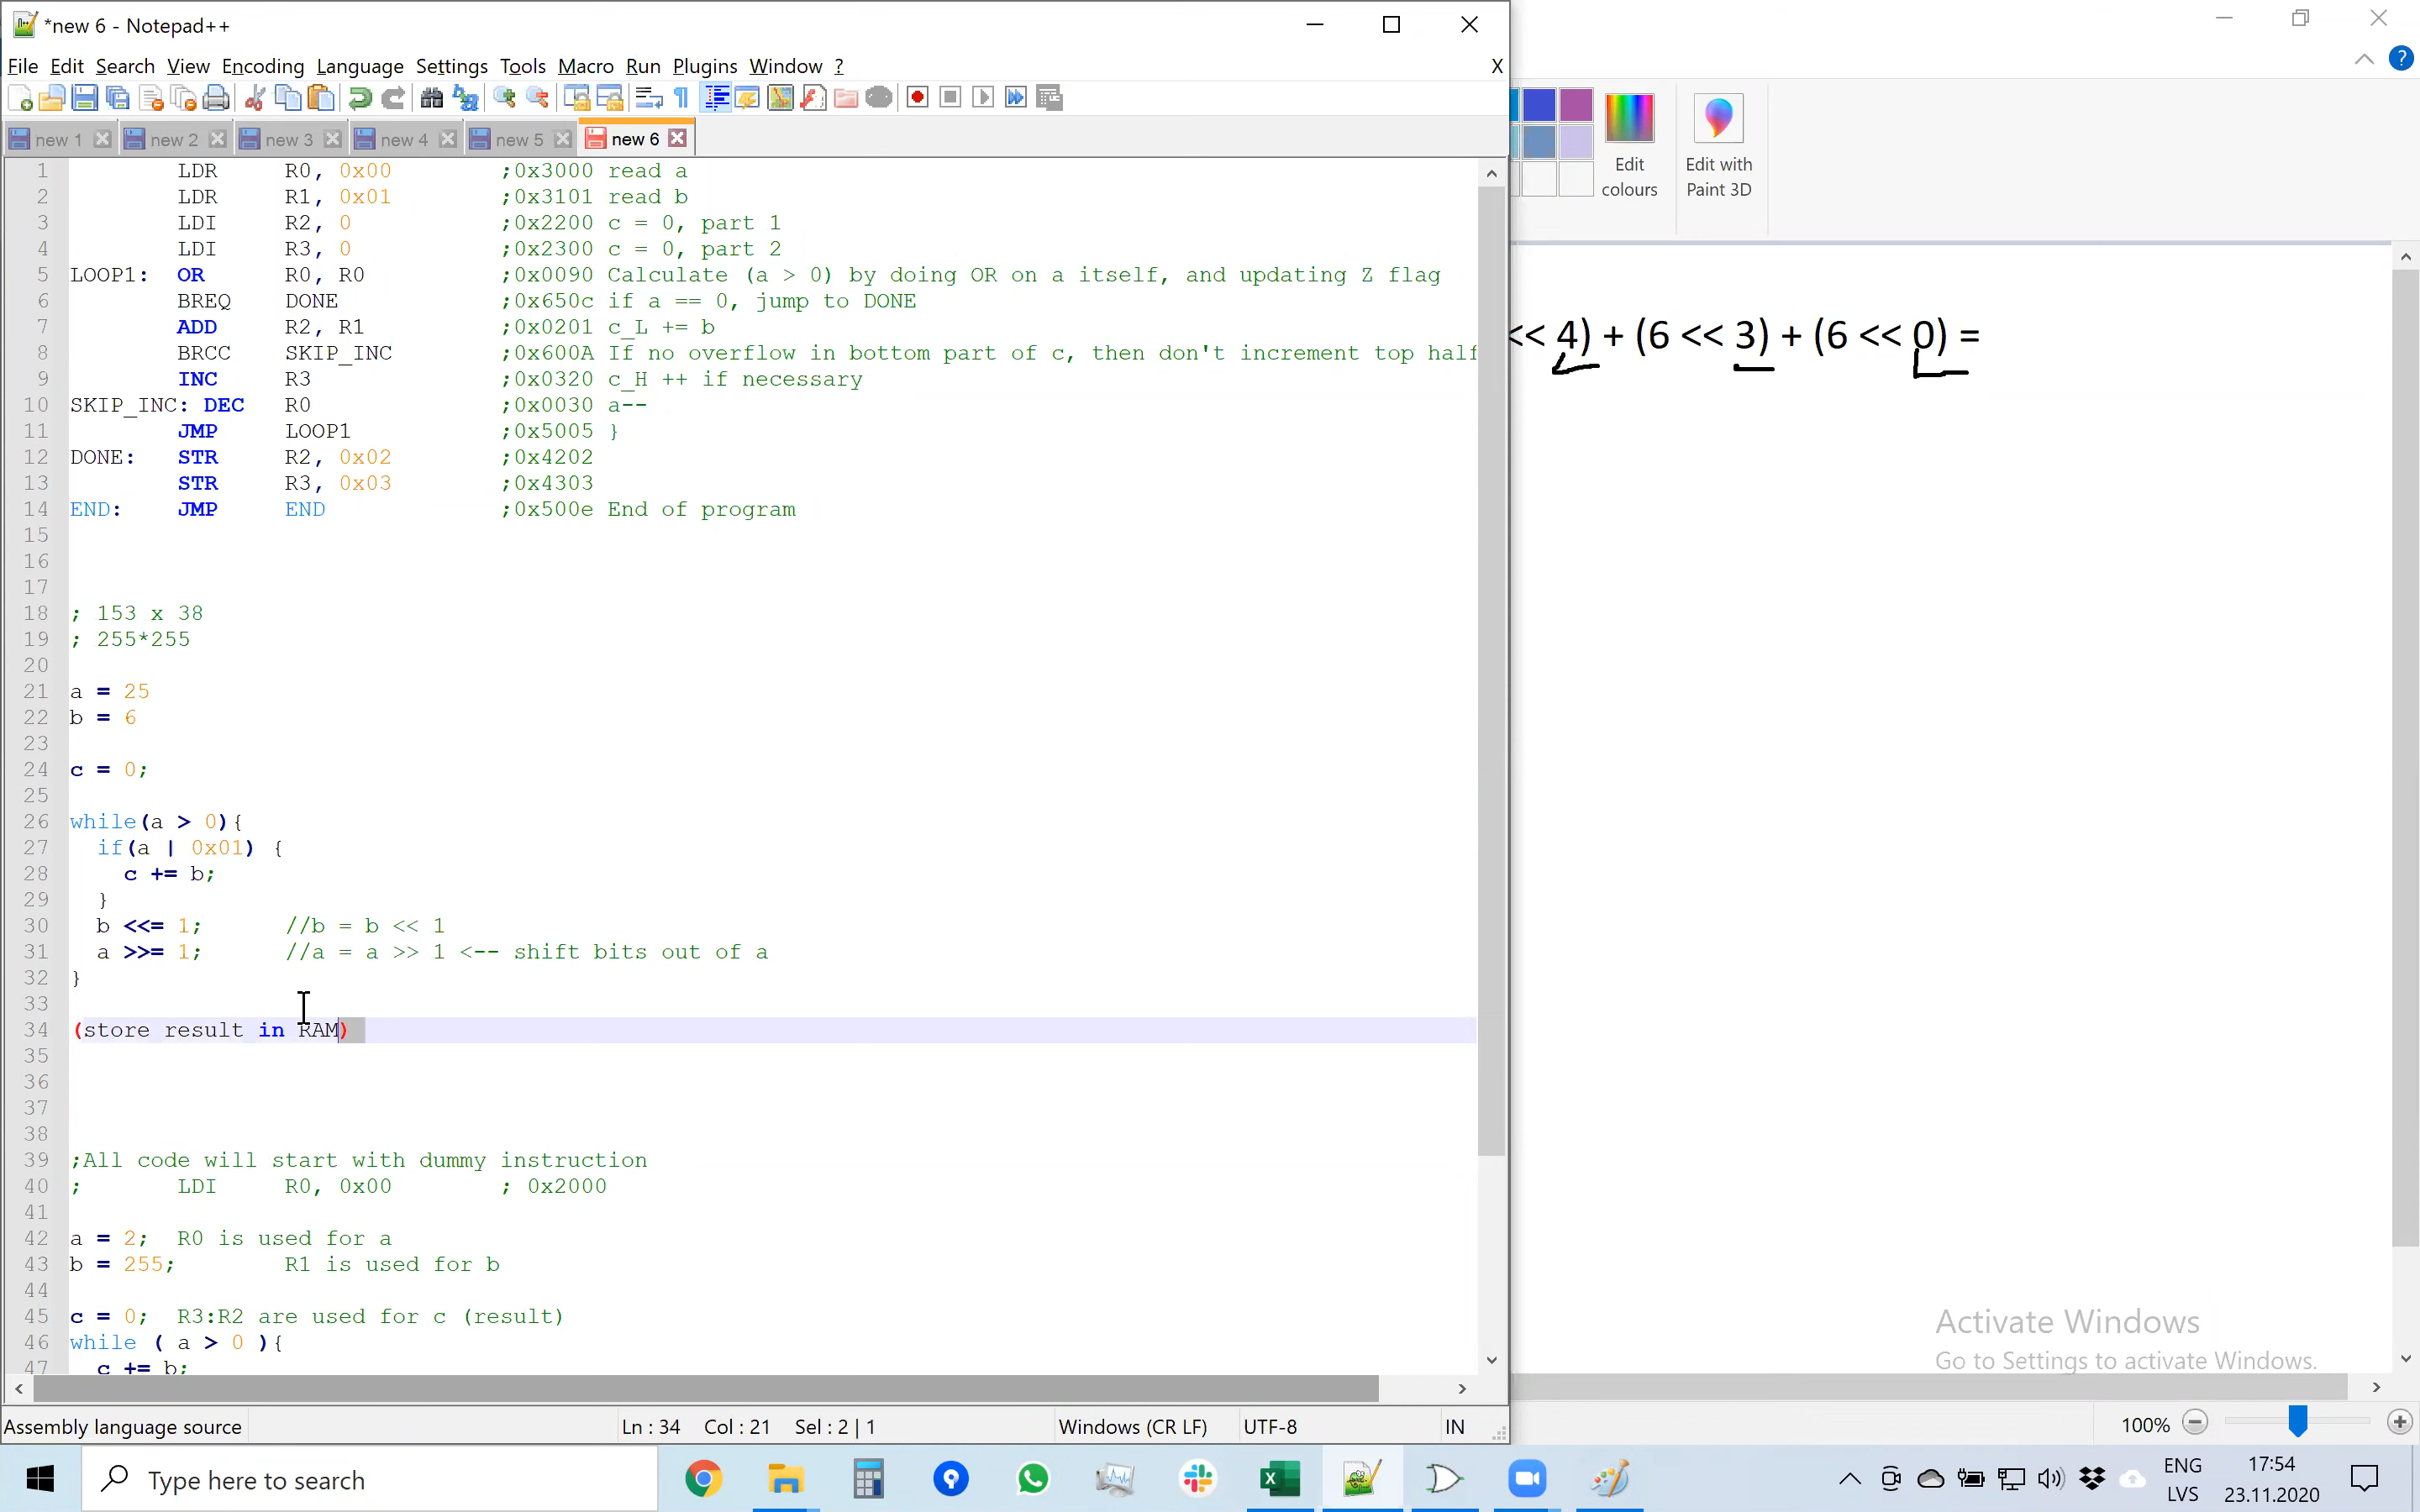 *new 6 - Notepad++
File Edit Search View Encoding Language Settings Tools Macro Run Plugins Window ? X
new 1 new 2 new 3 new 4 new 5 new 6
1 LDR R0, 0x00 ;0x3000 read a
2 LDR R1, 0x01 ;0x3101 read b
3 LDI R2, 0 ;0x2200 c = 0, part 1
4 LDI R3, 0 ;0x2300 c = 0, part 2
5 LOOP1: OR R0, R0 ;0x0090 Calculate (a > 0) by doing OR on a itself, and updating Z flag
6 BREQ DONE ;0x650c if a == 0, jump to DONE
7 ADD R2, R1 ;0x0201 c_L += b
8 BRCC SKIP_INC ;0x600A If no overflow in bottom part of c, then don't increment top half
9 INC R3 ;0x0320 c_H ++ if necessary
10 SKIP_INC: DEC R0 ;0x0030 a--
11 JMP LOOP1 ;0x5005 }
12 DONE: STR R2, 0x02 ;0x4202
13 STR R3, 0x03 ;0x4303
14 END: JMP END ;0x500e End of program
15
16
17
18 ; 153 x 38
19 ; 255*255
20
21 a = 25
22 b = 6
23
24 c = 0;
25
26 while(a > 0){
27 if(a | 0x01) {
28 c += b;
29 }
30 b <<= 1; //b = b << 1
31 a >>= 1; //a = a >> 1 <-- shift bits out of a
32 }
33
34 (store result in RAM)
35
36
37
38
39 ;All code will start with dummy instruction
40 ; LDI R0, 0x00 ; 0x2000
41
42 a = 2; R0 is used for a
43 b = 255; R1 is used for b
44
45 c = 0; R3:R2 are used for c (result)
46 while ( a > 0 ){
47 c += b;
Assembly language source Ln : 34 Col : 21 Sel : 2 | 1 Windows (CR LF) UTF-8 IN
Edit colours
Edit with Paint 3D
<< 4) + (6 << 3) + (6 << 0) =
Activate Windows
Go to Settings to activate Windows.
100%
Type here to search
ENG
LVS
17:54
23.11.2020